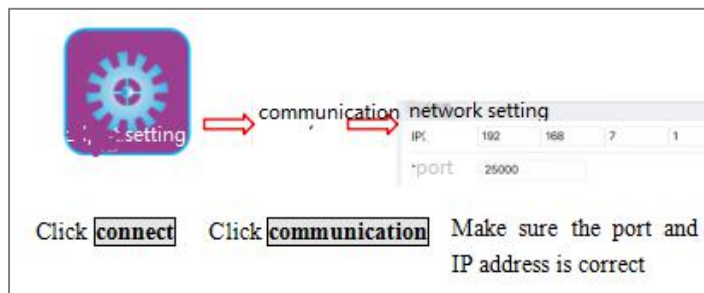 setting
communication
network setting
IP: 192 168 7 1
port 25000
Click connect
Click communication
Make sure the port and
IP address is correct